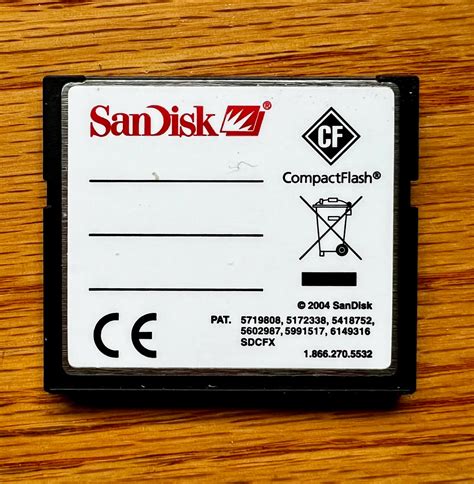 SanDisk®
CF
CompactFlash®
© 2004 SanDisk
CE
PAT. 5719808, 5172338, 5418752,
5602987, 5991517, 6149316
SDCFX
1.866.270.5532